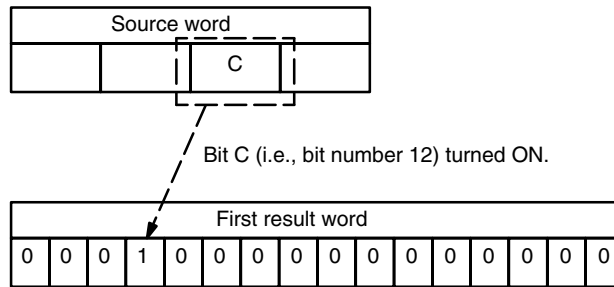 Source word
C
Bit C (i.e., bit number 12) turned ON.
First result word
0 0 0 1 0 0 0 0 0 0 0 0 0 0 0 0